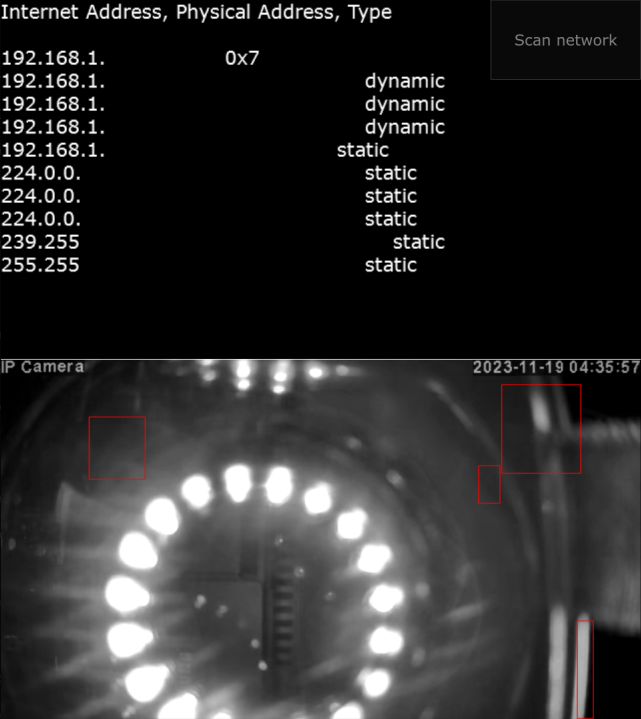 Internet Address, Physical Address, Type
Scan network
192.168.1. 0x7
192.168.1. dynamic
192.168.1. dynamic
192.168.1. dynamic
192.168.1. static
224.0.0. static
224.0.0. static
224.0.0. static
239.255 static
255.255 static
IP Camera 2023-11-19 04:35:57